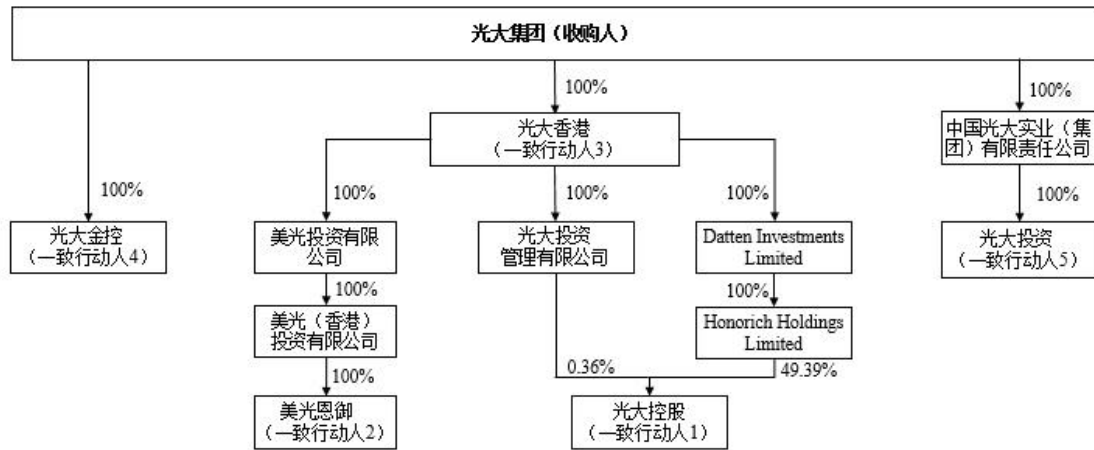 光大集团（收购人）
100%
100%
光大香港
（一致行动人3）
中国光大实业（集
团）有限责任公司
100%
100%
100%
100%
100%
光大金控
（一致行动人4）
美光投资有限
公司
光大投资
管理有限公司
Datten Investments
Limited
光大投资
（一致行动人5）
100%
100%
美光（香港）
投资有限公司
Honorich Holdings
Limited
100%
0.36%
49.39%
美光恩御
（一致行动人2）
光大控股
（一致行动人1）